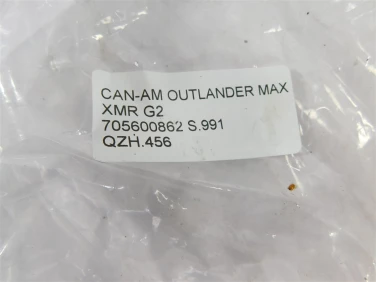 CAN-AM OUTLANDER MAX
XMR G2
705600862 S.991
QZH.456